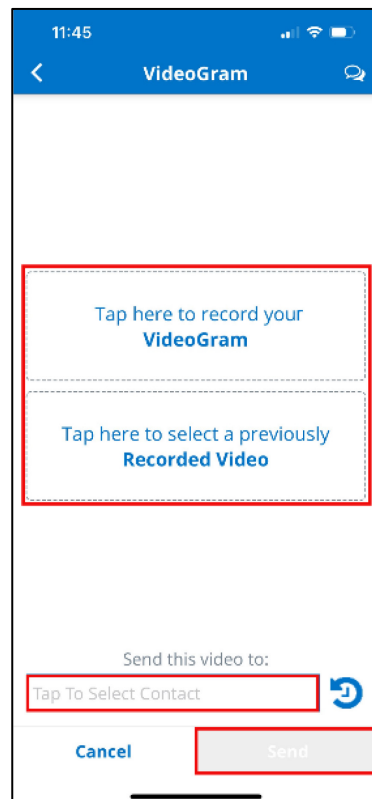 11:45
VideoGram
Tap here to record your
VideoGram
Tap here to select a previously
Recorded Video
Send this video to:
Tap To Select Contact
Cancel
Send